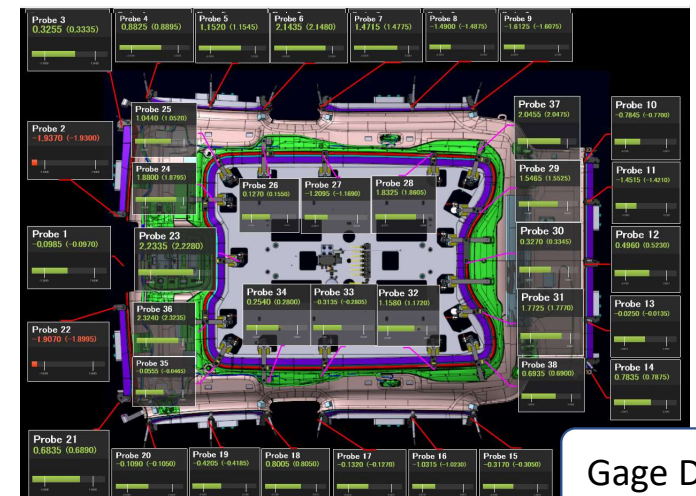 Probe 3
0.3255 (0.3335)
Probe 4
0.8825 (0.8895)
Probe 5
1.1520 (1.1545)
Probe 6
2.1435 (2.1480)
Probe 7
1.4715 (1.4775)
Probe 8
-1.4900 (-1.4875)
Probe 9
-1.6125 (-1.6075)
Probe 25
1.0440 (1.0520)
Probe 37
2.0455 (2.0475)
Probe 10
-0.7845 (-0.7700)
Probe 2
-1.9370 (-1.9300)
Probe 24
1.8800 (1.8795)
Probe 26
0.1270 (0.1550)
Probe 27
-1.2095 (-1.1690)
Probe 28
1.8325 (1.8605)
Probe 29
1.5465 (1.5525)
Probe 11
-1.4515 (-1.4210)
Probe 1
-0.0985 (-0.0970)
Probe 23
2.2335 (2.2280)
Probe 30
0.3270 (0.3345)
Probe 12
0.4960 (0.5230)
Probe 34
0.2540 (0.2800)
Probe 33
-0.3135 (-0.2805)
Probe 32
1.1580 (1.1720)
Probe 31
1.7725 (1.7770)
Probe 13
-0.0250 (-0.0135)
Probe 22
-1.9070 (-1.8995)
Probe 36
2.3240 (2.3235)
Probe 35
-0.0555 (-0.0465)
Probe 38
0.6935 (0.6900)
Probe 14
0.7835 (0.7875)
Probe 21
0.6835 (0.6890)
Probe 20
-0.1090 (-0.1050)
Probe 19
-0.4205 (-0.4185)
Probe 18
0.8005 (0.8050)
Probe 17
-0.1320 (-0.1270)
Probe 16
-1.0315 (-1.0230)
Probe 15
-0.3170 (-0.3050)
Gage D